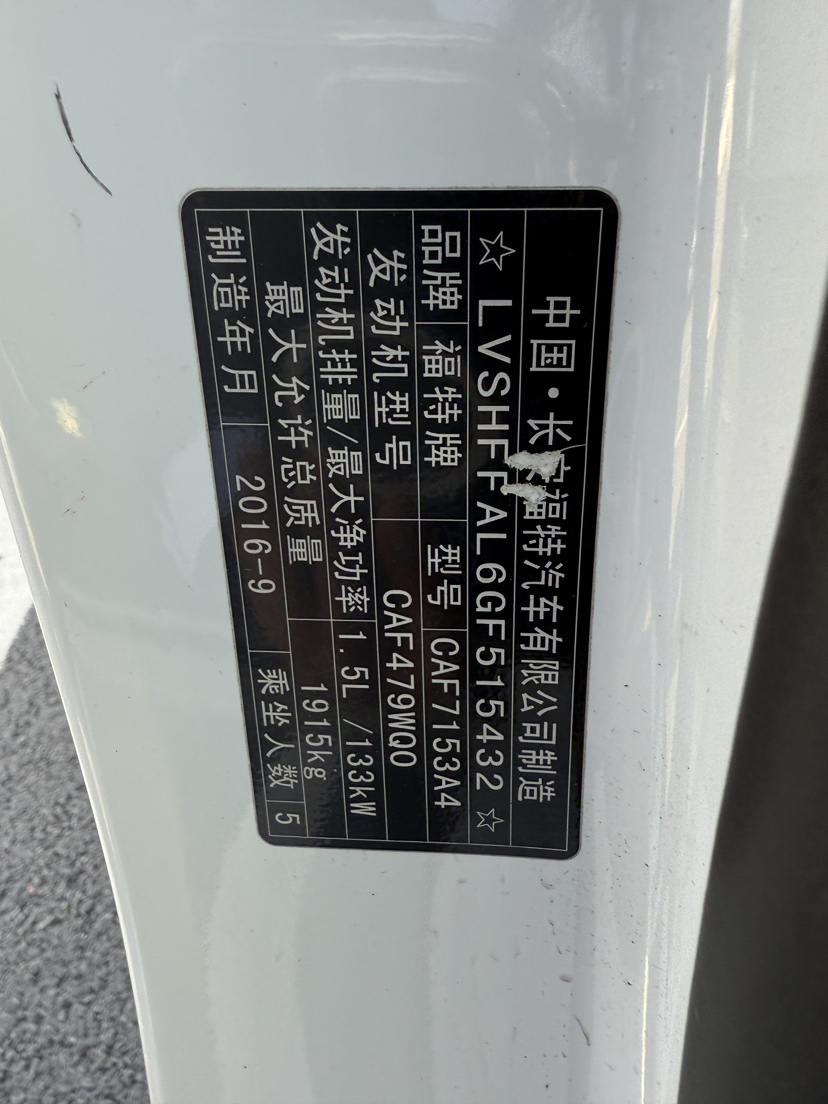 中国·长安福特汽车有限公司制造
☆ LVSHFFAL6GF515432 ☆
品牌 福特牌 型号 CAF7153A4
发动机型号 CAF479WQ0
发动机排量/最大净功率 1.5L /133kW
最大允许总质量 1915kg
制造年月 2016-9 乘坐人数 5